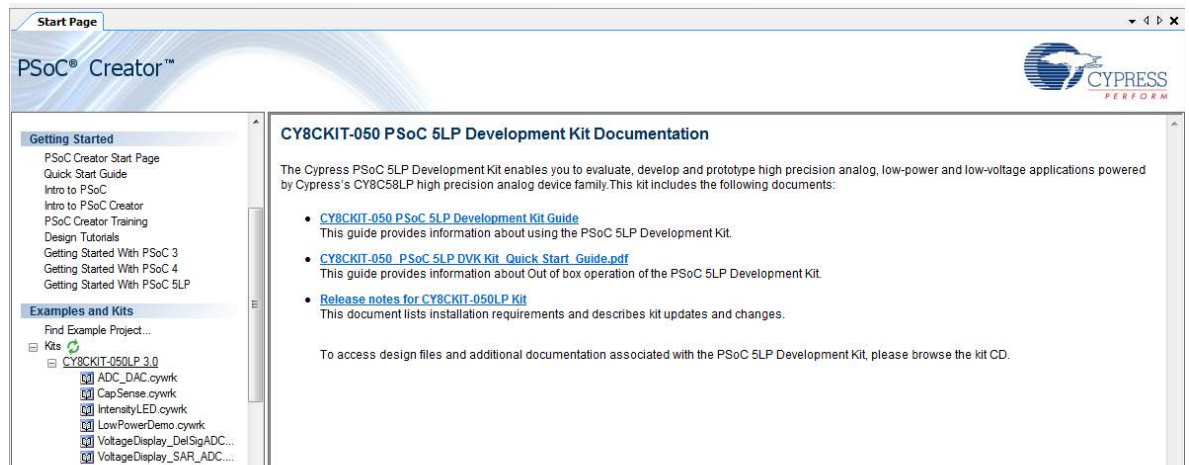 Start Page
PSoC® Creator™
CYPRESS
PERFORM
Getting Started
PSoC Creator Start Page
Quick Start Guide
Intro to PSoC
Intro to PSoC Creator
PSoC Creator Training
Design Tutorials
Getting Started With PSoC 3
Getting Started With PSoC 4
Getting Started With PSoC 5LP
Examples and Kits
Find Example Project...
Kits
CY8CKIT-050LP 3.0
ADC_DAC.cywrk
CapSense.cywrk
IntensityLED.cywrk
LowPowerDemo.cywrk
VoltageDisplay_DelSigADC...
VoltageDisplay_SAR_ADC....
CY8CKIT-050 PSoC 5LP Development Kit Documentation
The Cypress PSoC 5LP Development Kit enables you to evaluate, develop and prototype high precision analog, low-power and low-voltage applications powered
by Cypress's CY8C58LP high precision analog device family.This kit includes the following documents:
• CY8CKIT-050 PSoC 5LP Development Kit Guide
This guide provides information about using the PSoC 5LP Development Kit.
• CY8CKIT-050_PSoC 5LP DVK Kit_Quick Start_Guide.pdf
This guide provides information about Out of box operation of the PSoC 5LP Development Kit.
• Release notes for CY8CKIT-050LP Kit
This document lists installation requirements and describes kit updates and changes.
To access design files and additional documentation associated with the PSoC 5LP Development Kit, please browse the kit CD.